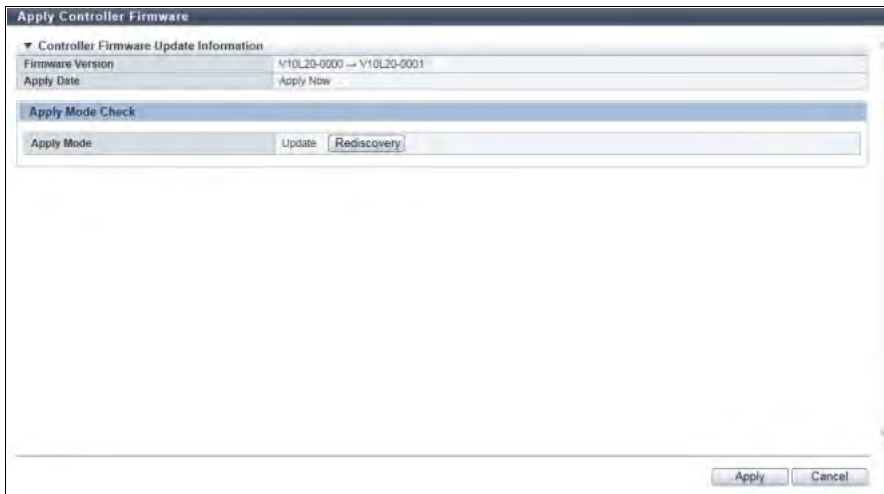 Apply Controller Firmware
▼ Controller Firmware Update Information
Firmware Version V10L20-0000 → V10L20-0001
Apply Date Apply Now
Apply Mode Check
Apply Mode Update Rediscovery
Apply Cancel